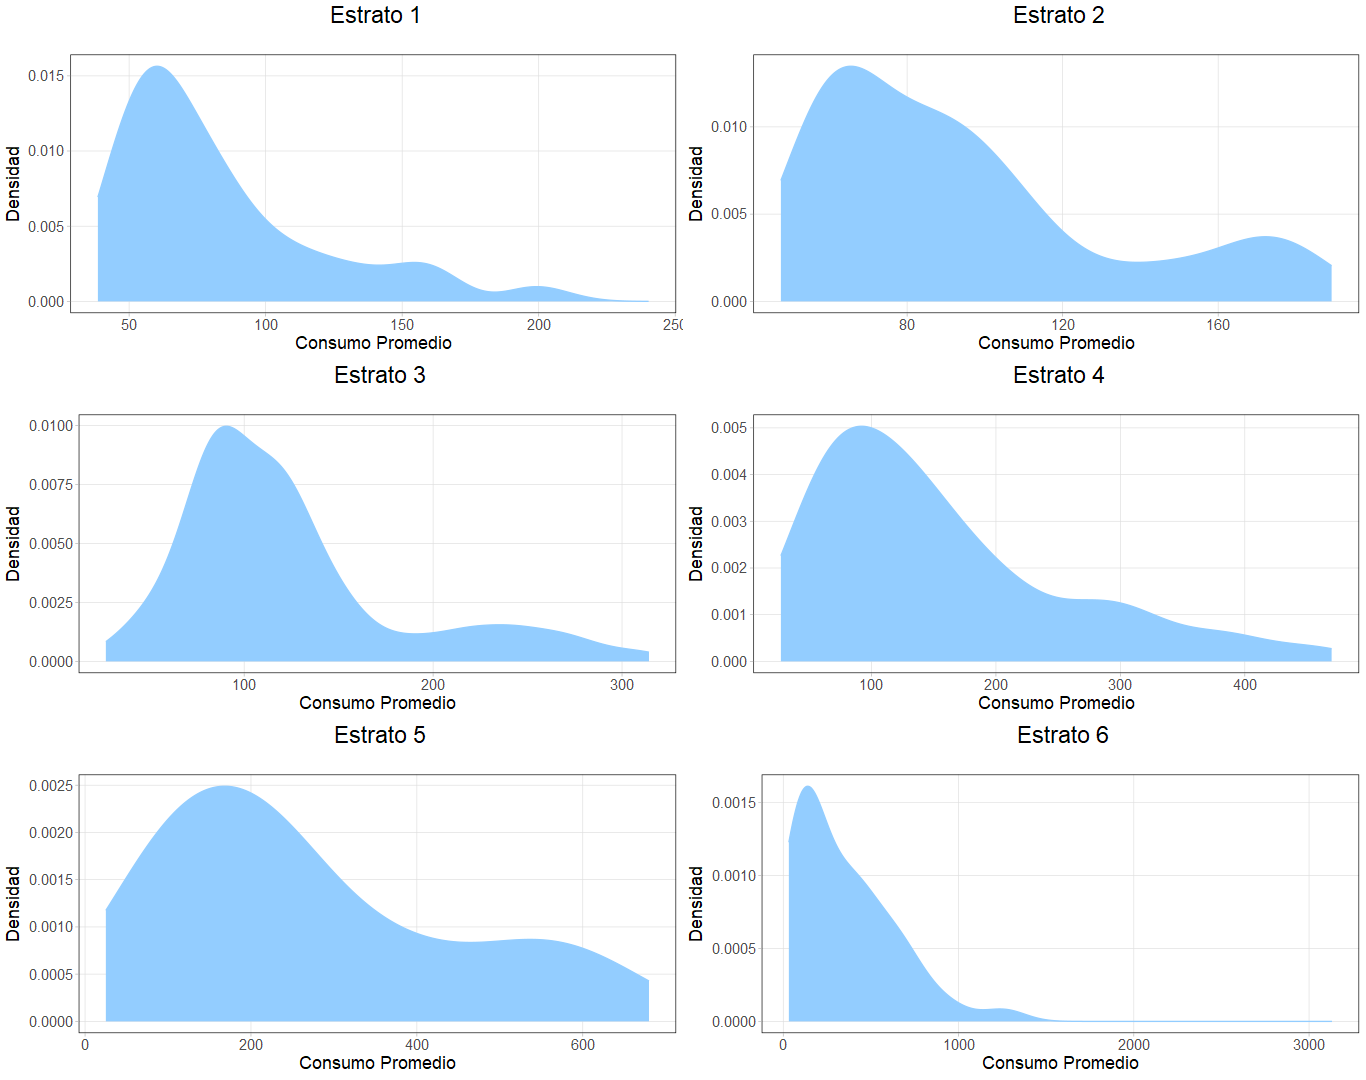 Estrato 1
Densidad
0.015
0.010
0.005
0.000
50 100 150 200 250
Consumo Promedio
Estrato 2
Densidad
0.010
0.005
0.000
80 120 160
Consumo Promedio
Estrato 3
Densidad
0.0100
0.0075
0.0050
0.0025
0.0000
100 200 300
Consumo Promedio
Estrato 4
Densidad
0.005
0.004
0.003
0.002
0.001
0.000
100 200 300 400
Consumo Promedio
Estrato 5
Densidad
0.0025
0.0020
0.0015
0.0010
0.0005
0.0000
0 200 400 600
Consumo Promedio
Estrato 6
Densidad
0.0015
0.0010
0.0005
0.0000
0 1000 2000 3000
Consumo Promedio